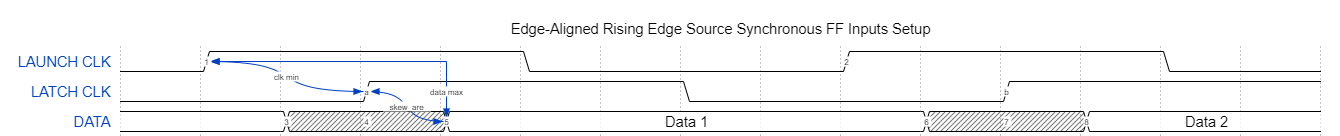 Edge-Aligned Rising Edge Source Synchronous FF Inputs Setup
LAUNCH CLK 1 2
clk min
LATCH CLK a data max b
skew_are
DATA 3 4 5 Data 1 6 7 8 Data 2